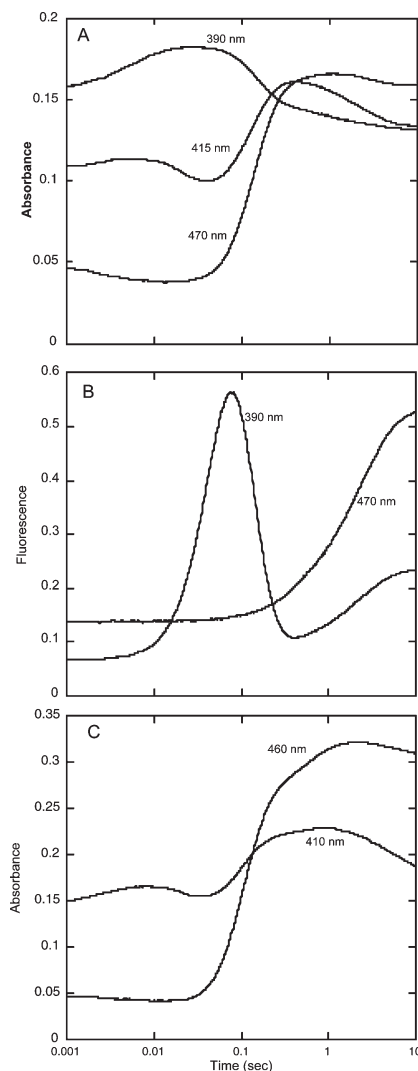 A
0.2
0.15
0.1
0.05
0
Absorbance
390 nm
415 nm
470 nm
B
0.6
0.5
0.4
0.3
0.2
0.1
0
Fluorescence
390 nm
470 nm
C
0.35
0.3
0.25
0.2
0.15
0.1
0.05
0
Absorbance
460 nm
410 nm
0.001
0.01
0.1
1
10
Time (sec)